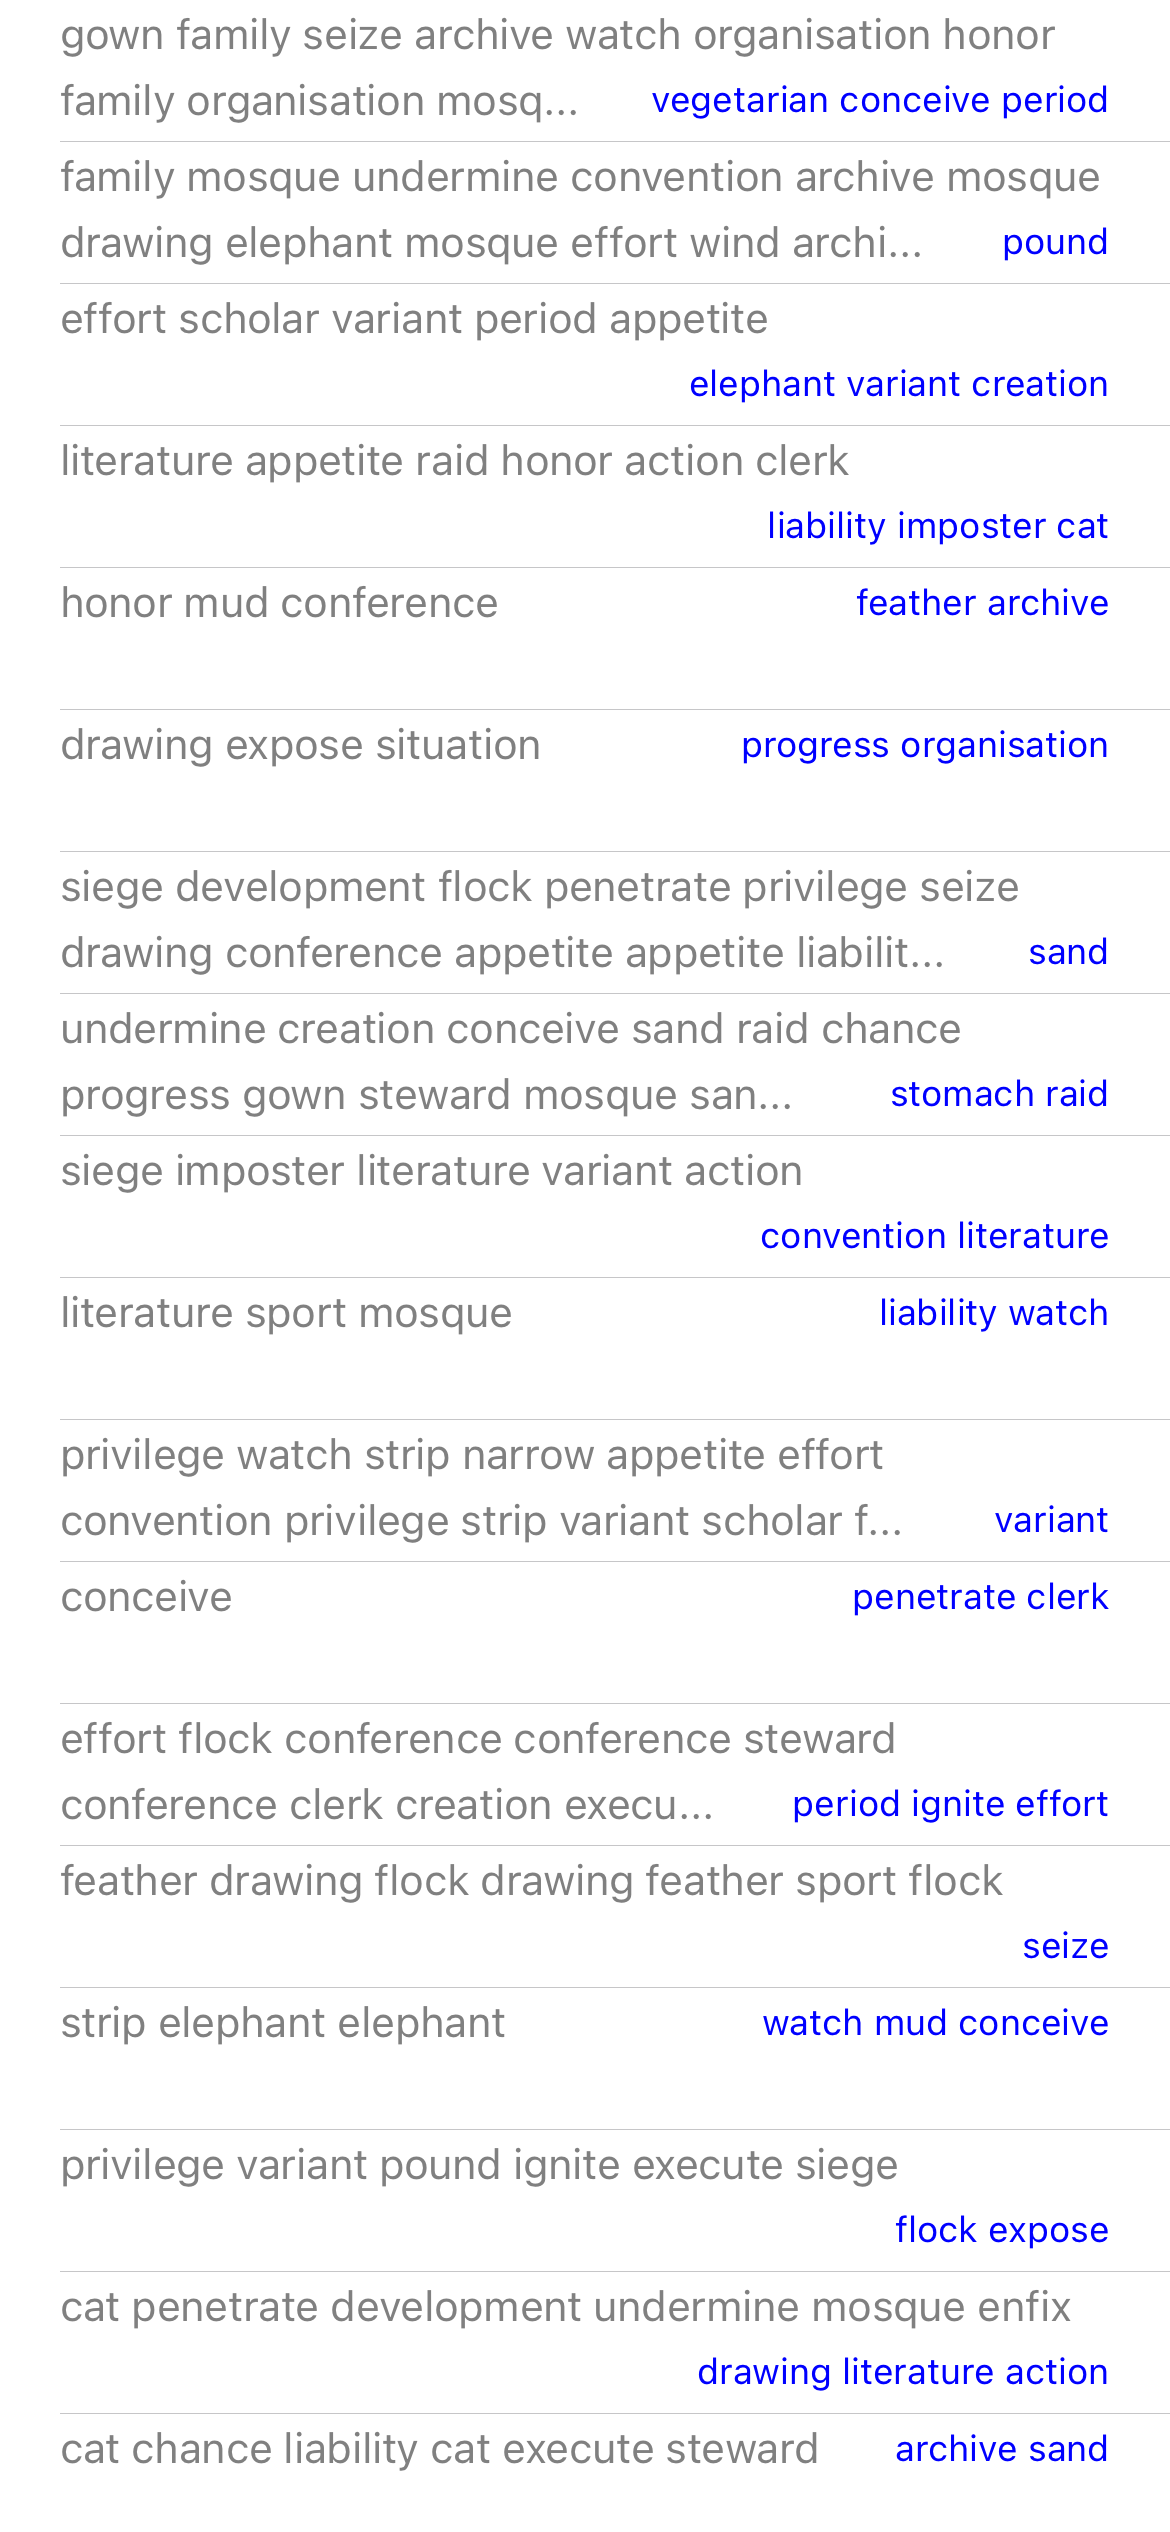 gown family seize archive watch organisation honor
family organisation mosq... vegetarian conceive period
family mosque undermine convention archive mosque
drawing elephant mosque effort wind archi... pound
effort scholar variant period appetite
elephant variant creation
literature appetite raid honor action clerk
liability imposter cat
honor mud conference feather archive
drawing expose situation progress organisation
siege development flock penetrate privilege seize
drawing conference appetite appetite liabilit... sand
undermine creation conceive sand raid chance
progress gown steward mosque san... stomach raid
siege imposter literature variant action
convention literature
literature sport mosque liability watch
privilege watch strip narrow appetite effort
convention privilege strip variant scholar f... variant
conceive penetrate clerk
effort flock conference conference steward
conference clerk creation execu... period ignite effort
feather drawing flock drawing feather sport flock
seize
strip elephant elephant watch mud conceive
privilege variant pound ignite execute siege
flock expose
cat penetrate development undermine mosque enfix
drawing literature action
cat chance liability cat execute steward archive sand